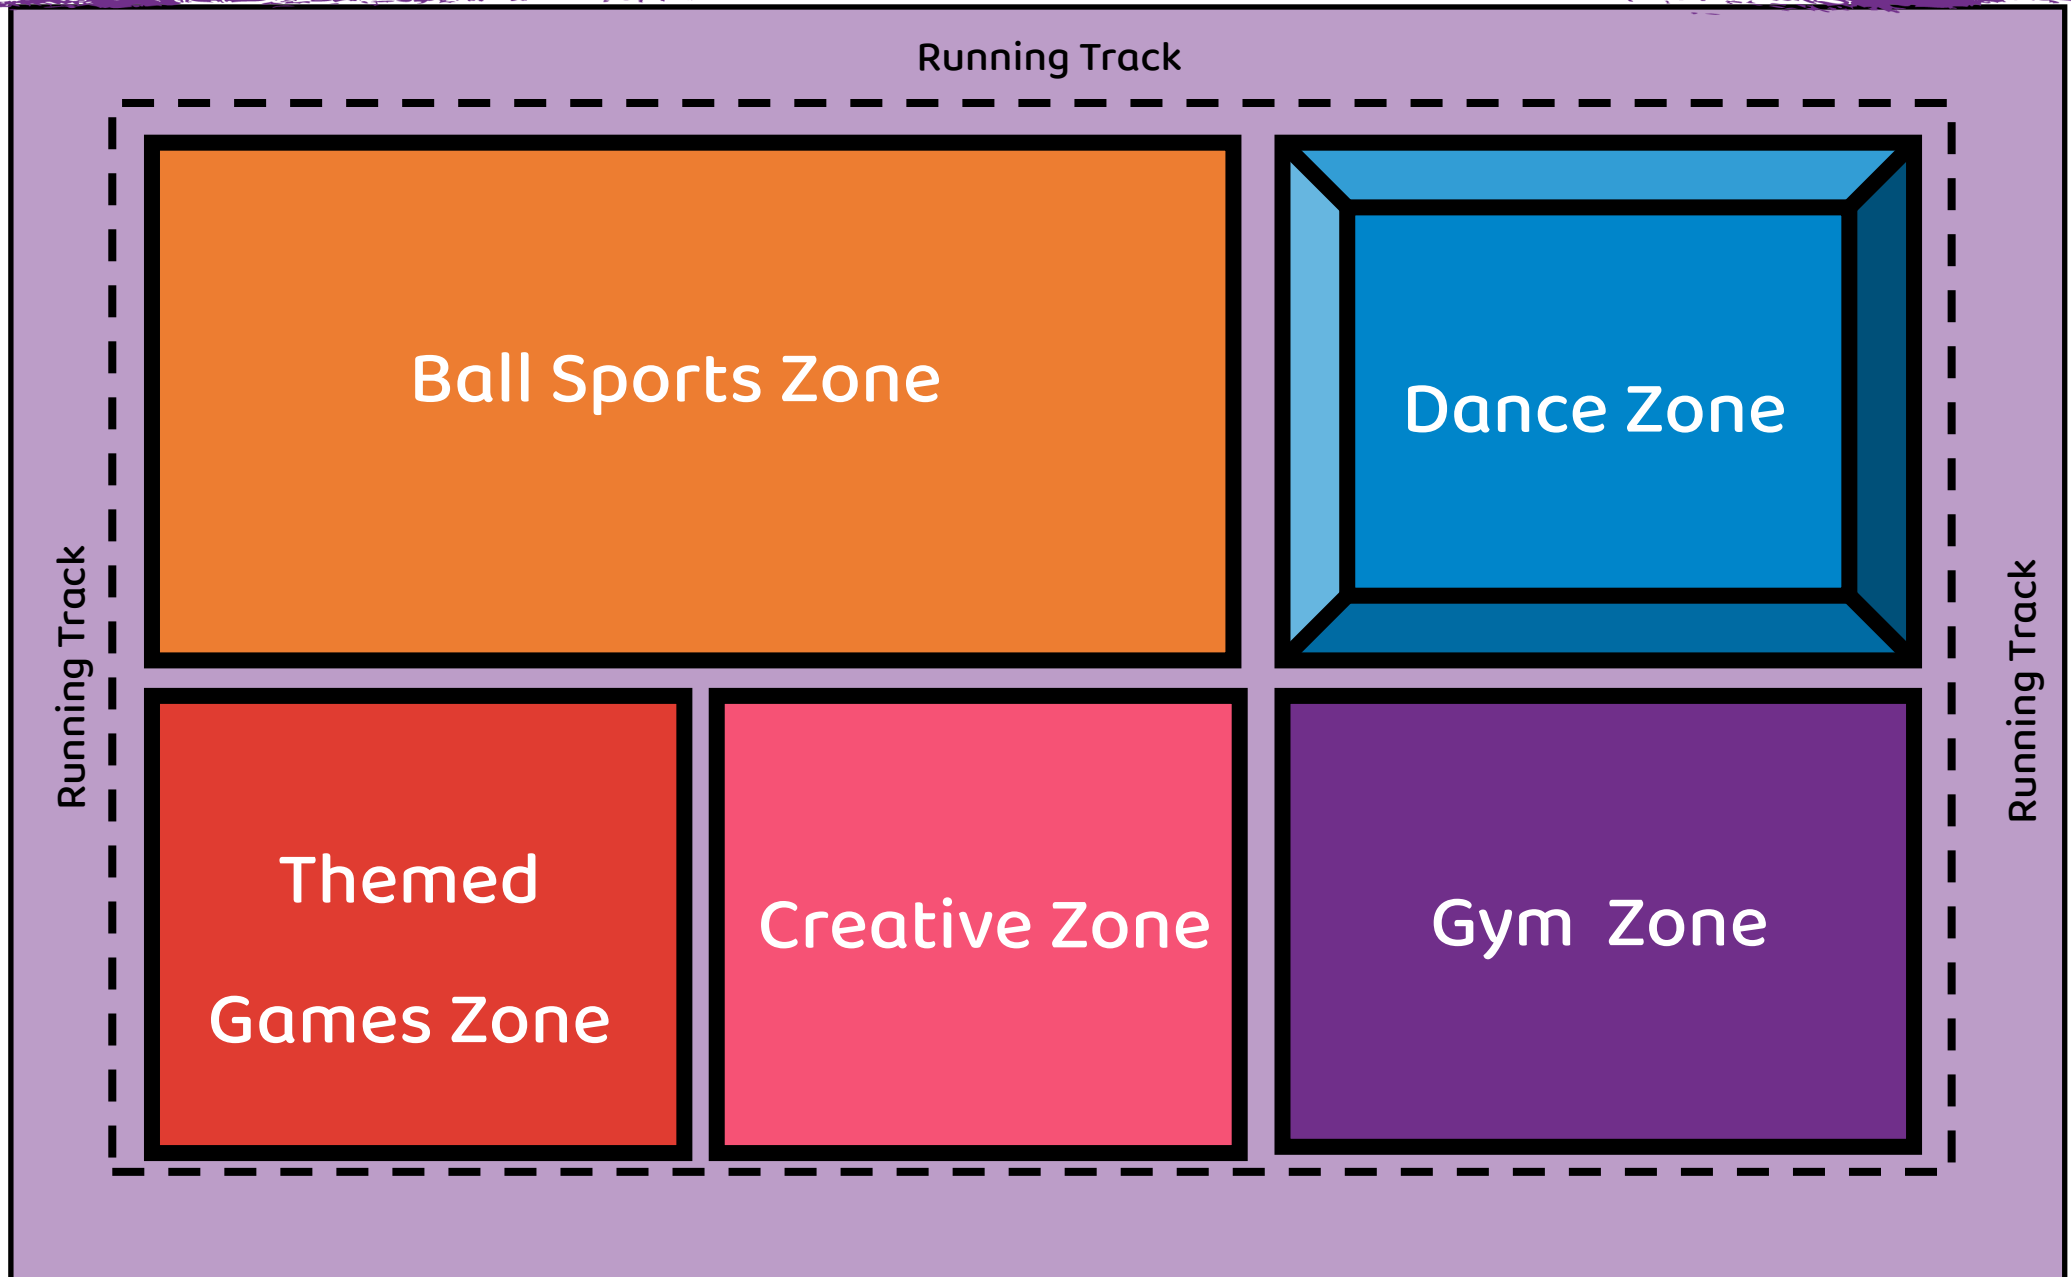 Running Track
Ball Sports Zone
Dance Zone
Running Track
Running Track
Themed
Games Zone
Creative Zone
Gym Zone